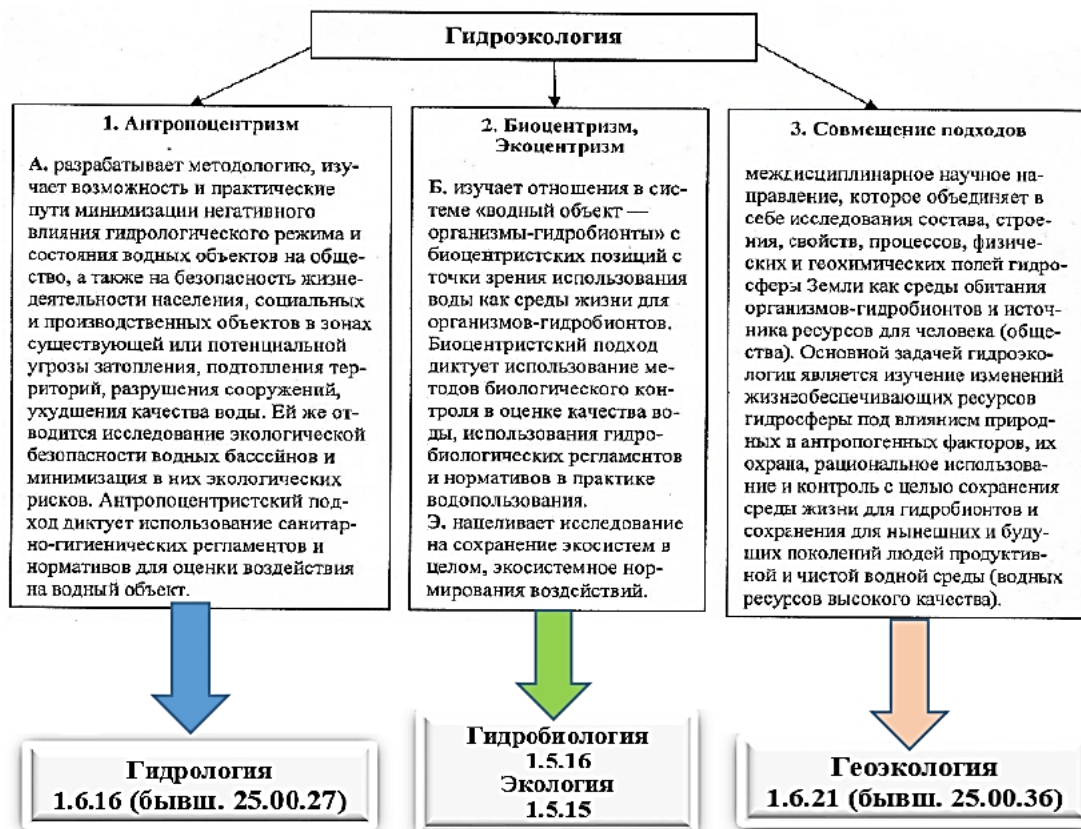 Гидроэкология
1. Антропоцентризм
А. разрабатывает методологию, изу-
чает возможность и практические
пути минимизации негативного
влияния гидрологического режима и
состояния водных объектов на обще-
ство, а также на безопасность жизне-
деятельности населения, социальных
и производственных объектов в зонах
существующей или потенциальной
угрозы затопления, подтопления тер-
риторий, разрушения сооружений,
ухудшения качества воды. Ей же от-
водится исследование экологической
безопасности водных бассейнов и
минимизация в них экологических
рисков. Антропоцентристский под-
ход диктует использование санитар-
но-гигиенических регламентов и
нормативов для оценки воздействия
на водный объект.
2. Биоцентризм,
Экоцентризм
Б. изучает отношения в сис-
теме «водный объект —
организмы-гидробионты» с
биоцентристских позиций с
точки зрения использования
воды как среды жизни для
организмов-гидробионтов.
Биоцентристский подход
диктует использование ме-
тодов биологического кон-
троля в оценке качества во-
ды, использования гидро-
биологических регламентов
и нормативов в практике
водопользования.
Э. нацеливает исследование
на сохранение экосистем в
целом, экосистемное нор-
мирования воздействий.
3. Совмещение подходов
междисциплинарное научное на-
правление, которое объединяет в
себе исследования состава, строе-
ния, свойств, процессов, физиче-
ских и геохимических полей гидро-
сферы Земли как среды обитания
организмов-гидробионтов и источ-
ника ресурсов для человека (обще-
ства). Основной задачей гидроэко-
логии является изучение изменений
жизнеобеспечивающих ресурсов
гидросферы под влиянием природ-
ных и антропогенных факторов, их
охрана, рациональное использова-
ние и контроль с целью сохранения
среды жизни для гидробионтов и
сохранения для нынешних и буду-
щих поколений людей продуктив-
ной и чистой водной среды (водных
ресурсов высокого качества).
Гидрология
1.6.16 (бывш. 25.00.27)
Гидробиология
1.5.16
Экология
1.5.15
Геоэкология
1.6.21 (бывш. 25.00.36)